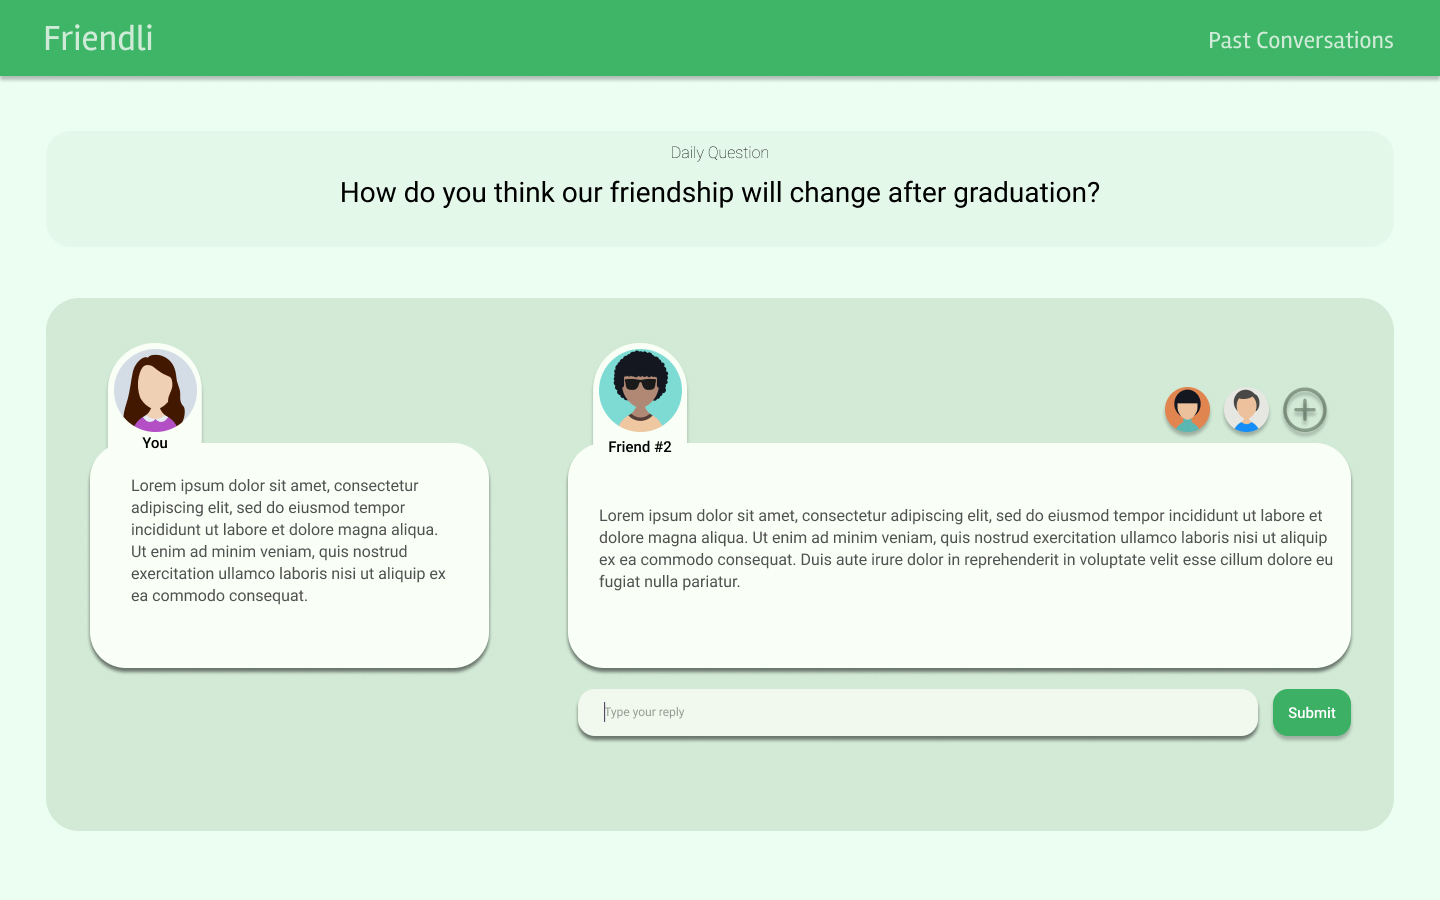 Friendli
Past Conversations
Daily Question
How do you think our friendship will change after graduation?
You
Lorem ipsum dolor sit amet, consectetur
adipiscing elit, sed do eiusmod tempor
incididunt ut labore et dolore magna aliqua.
Ut enim ad minim veniam, quis nostrud
exercitation ullamco laboris nisi ut aliquip ex
ea commodo consequat.
Friend #2
Lorem ipsum dolor sit amet, consectetur adipiscing elit, sed do eiusmod tempor incididunt ut labore et
dolore magna aliqua. Ut enim ad minim veniam, quis nostrud exercitation ullamco laboris nisi ut aliquip
ex ea commodo consequat. Duis aute irure dolor in reprehenderit in voluptate velit esse cillum dolore eu
fugiat nulla pariatur.
Type your reply
Submit